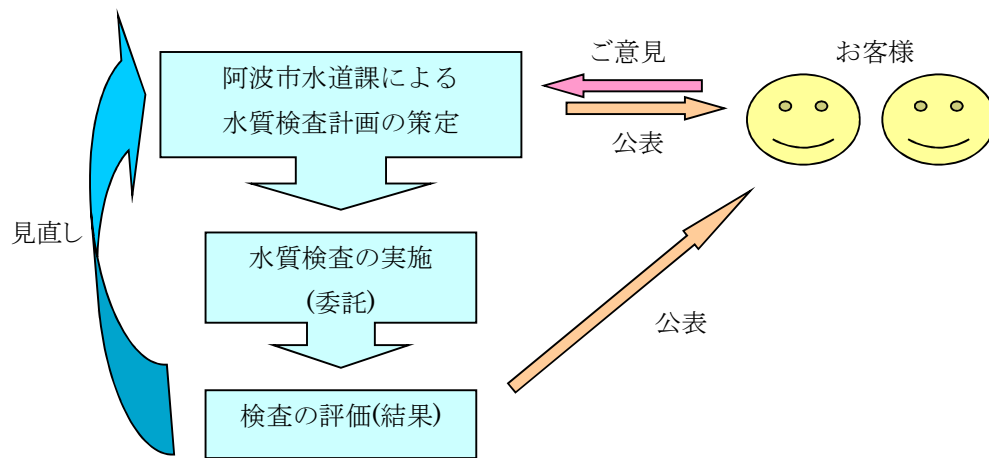 ご意見
お客様
阿波市水道課による
水質検査計画の策定
公表
見直し
水質検査の実施
(委託)
公表
検査の評価(結果)